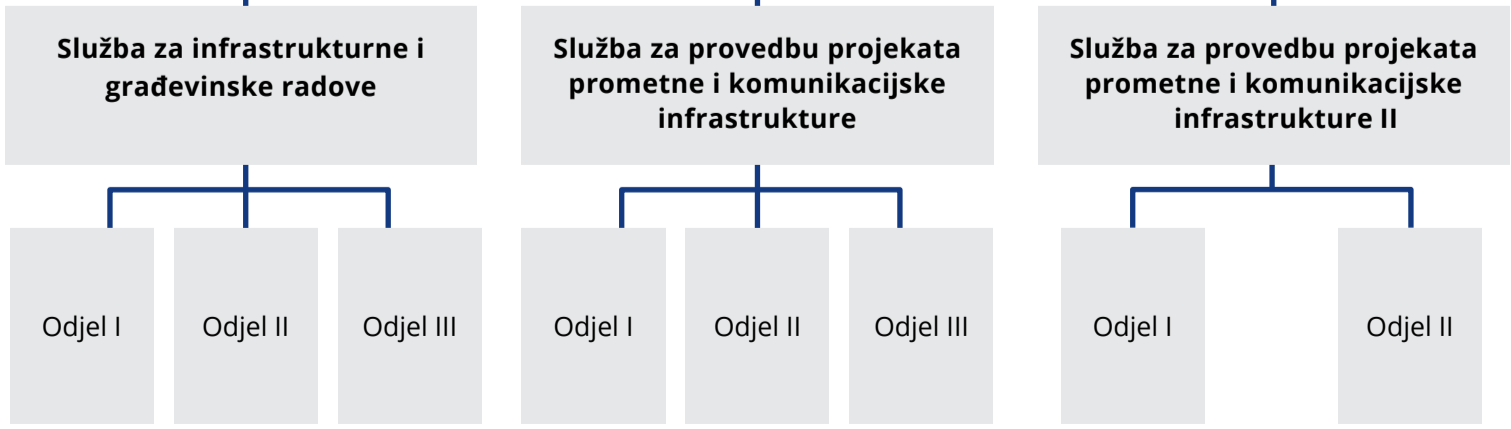 Služba za infrastrukturne i
građevinske radove
Služba za provedbu projekata
prometne i komunikacijske
infrastrukture
Služba za provedbu projekata
prometne i komunikacijske
infrastrukture II
Odjel I
Odjel II
Odjel III
Odjel I
Odjel II
Odjel III
Odjel I
Odjel II